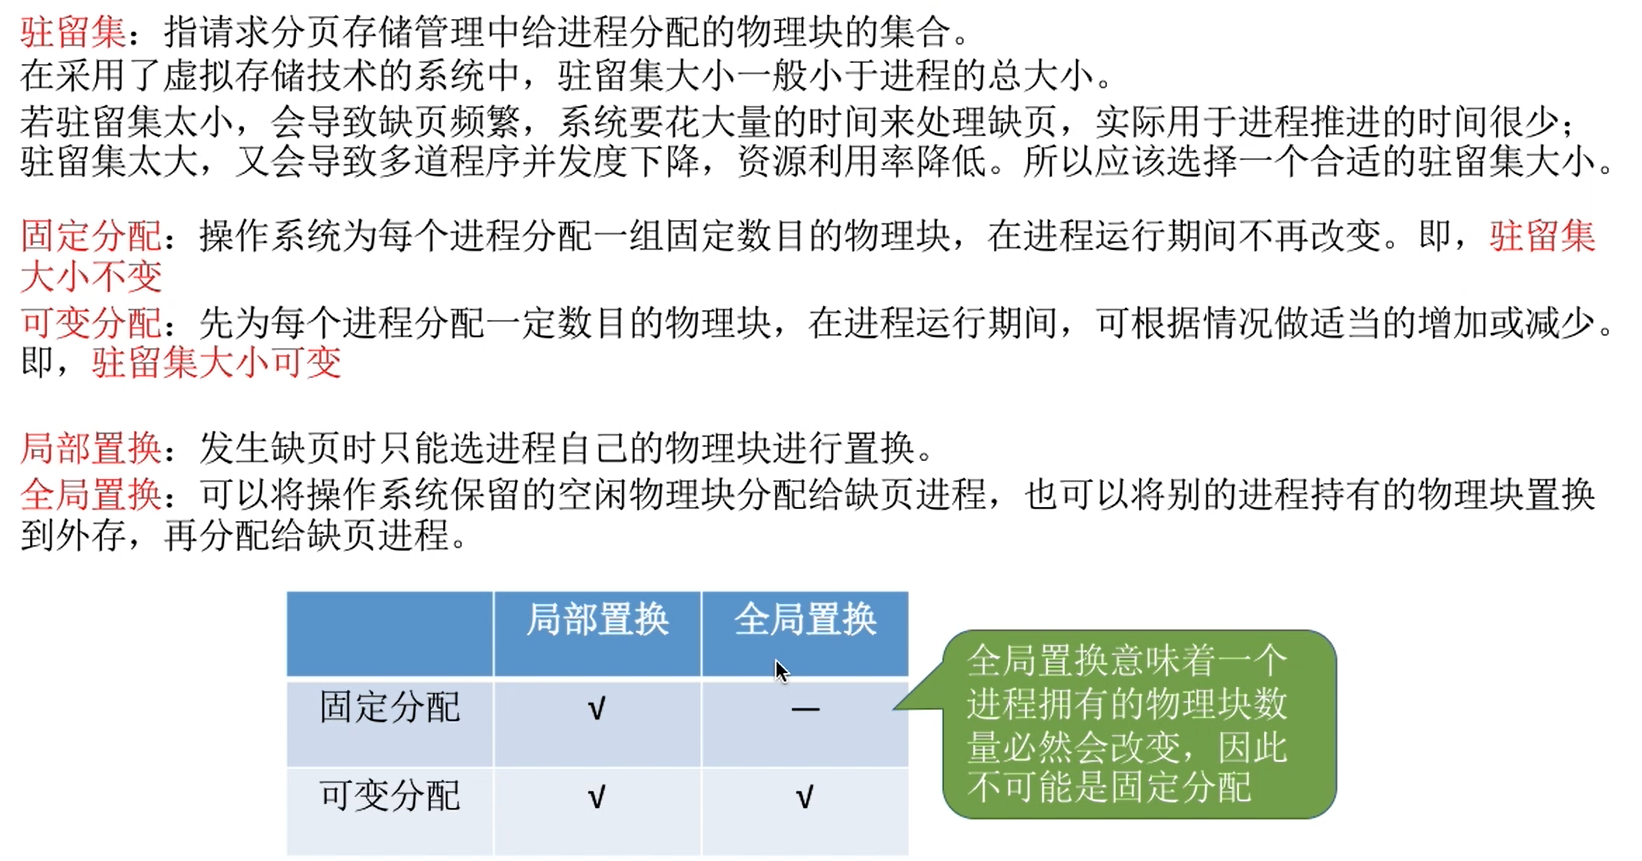 驻留集：指请求分页存储管理中给进程分配的物理块的集合。
在采用了虚拟存储技术的系统中，驻留集大小一般小于进程的总大小。
若驻留集太小，会导致缺页频繁，系统要花大量的时间来处理缺页，实际用于进程推进的时间很少；
驻留集太大，又会导致多道程序并发度下降，资源利用率降低。所以应该选择一个合适的驻留集大小。
固定分配：操作系统为每个进程分配一组固定数目的物理块，在进程运行期间不再改变。即，驻留集
大小不变
可变分配：先为每个进程分配一定数目的物理块，在进程运行期间，可根据情况做适当的增加或减少。
即，驻留集大小可变
局部置换：发生缺页时只能选进程自己的物理块进行置换。
全局置换：可以将操作系统保留的空闲物理块分配给缺页进程，也可以将别的进程持有的物理块置换
到外存，再分配给缺页进程。
局部置换 全局置换
固定分配 √ —
可变分配 √ √
全局置换意味着一个
进程拥有的物理块数
量必然会改变，因此
不可能是固定分配